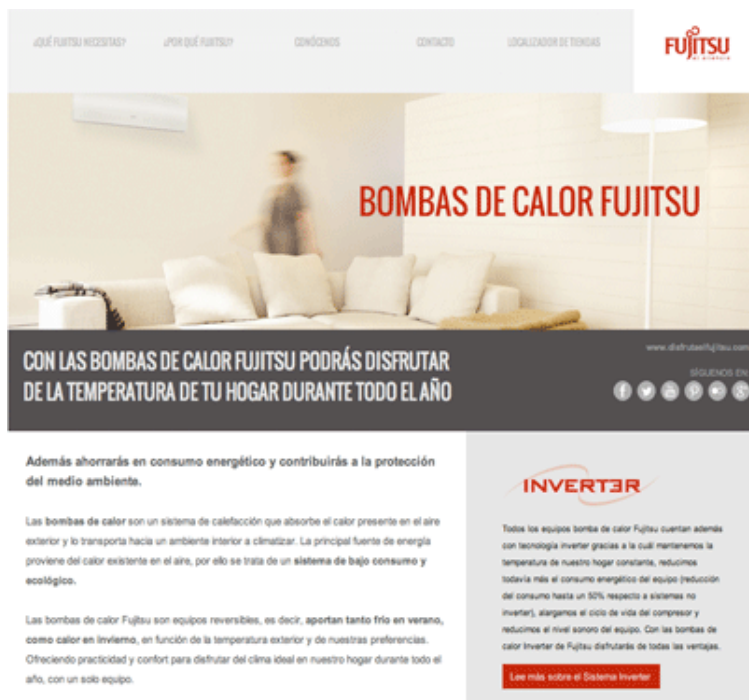 ¿QUÉ FUJITSU NECESITAS?
¿POR QUÉ FUJITSU?
CONÓCENOS
CONTACTO
LOCALIZADOR DE TIENDAS
FUJITSU
BOMBAS DE CALOR FUJITSU
CON LAS BOMBAS DE CALOR FUJITSU PODRÁS DISFRUTAR
DE LA TEMPERATURA DE TU HOGAR DURANTE TODO EL AÑO
SÍGUENOS EN:
Además ahorrarás en consumo energético y contribuirás a la protección
del medio ambiente.
Las bombas de calor son un sistema de calefacción que absorbe el calor presente en el aire
exterior y lo transporta hacia un ambiente interior a climatizar. La principal fuente de energía
proviene del calor existente en el aire, por ello se trata de un sistema de bajo consumo y
ecológico.
Las bombas de calor Fujitsu son equipos reversibles, es decir, aportan tanto frío en verano,
como calor en invierno, en función de la temperatura exterior y de nuestras preferencias.
Ofreciendo practicidad y confort para disfrutar del clima ideal en nuestro hogar durante todo el
año, con un solo equipo.
INVERTER
Todos los equipos bomba de calor Fujitsu cuentan además
con tecnología inverter gracias a la cuál mantenemos la
temperatura de nuestro hogar constante, reducimos
todavía más el consumo energético del equipo (reducción
del consumo hasta un 50% respecto a sistemas no
inverter), alargamos el ciclo de vida del compresor y
reducimos el nivel sonoro del equipo. Con las bombas de
calor Inverter de Fujitsu disfrutarás de todas las ventajas.
Lee más sobre el Sistema Inverter